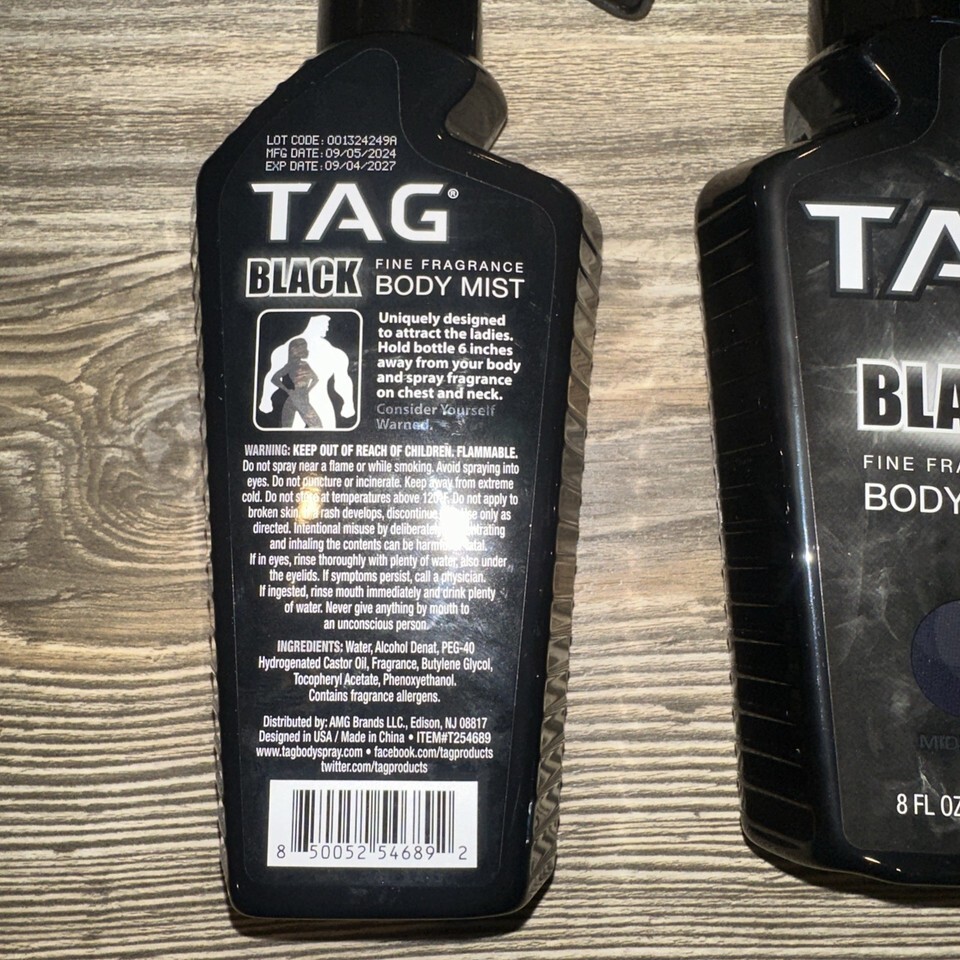 LOT CODE: 001324249A
MFG DATE: 09/05/2024
EXP DATE: 09/04/2027
TAG®
BLACK FINE FRAGRANCE
BODY MIST
Uniquely designed
to attract the ladies.
Hold bottle 6 inches
away from your body
and spray fragrance
on chest and neck.
Consider Yourself
Warned.
WARNING: KEEP OUT OF REACH OF CHILDREN. FLAMMABLE.
Do not spray near a flame or while smoking. Avoid spraying into
eyes. Do not puncture or incinerate. Keep away from extreme
cold. Do not store at temperatures above 120°F. Do not apply to
broken skin. If a rash develops, discontinue use. Use only as
directed. Intentional misuse by deliberately concentrating
and inhaling the contents can be harmful or fatal.
If in eyes, rinse thoroughly with plenty of water, also under
the eyelids. If symptoms persist, call a physician.
If ingested, rinse mouth immediately and drink plenty
of water. Never give anything by mouth to
an unconscious person.
INGREDIENTS: Water, Alcohol Denat, PEG-40
Hydrogenated Castor Oil, Fragrance, Butylene Glycol,
Tocopheryl Acetate, Phenoxyethanol.
Contains fragrance allergens.
Distributed by: AMG Brands LLC., Edison, NJ 08817
Designed in USA / Made in China • ITEM#T254689
www.tagbodyspray.com • facebook.com/tagproducts
twitter.com/tagproducts
8 50052 54689 2
TA
BLA
FINE FRA
BODY
MID
8 FL OZ